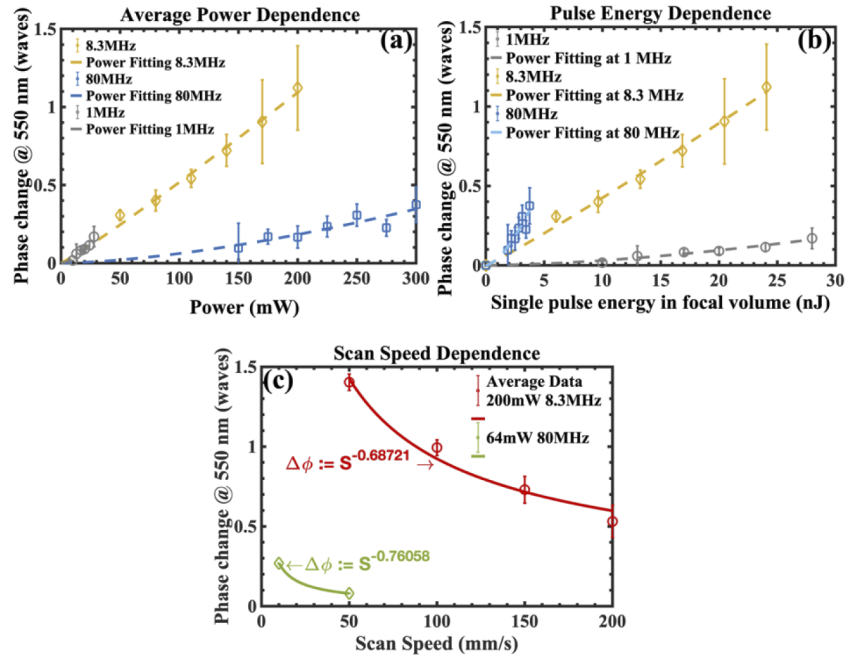 Average Power Dependence
(a)
8.3MHz
Power Fitting 8.3MHz
80MHz
Power Fitting 80MHz
1MHz
Power Fitting 1MHz
Phase change @ 550 nm (waves)
1.5
1
0.5
0
0 50 100 150 200 250 300
Power (mW)
Pulse Energy Dependence
(b)
1MHz
Power Fitting at 1 MHz
8.3MHz
Power Fitting at 8.3 MHz
80MHz
Power Fitting at 80 MHz
Phase change @ 550 nm (waves)
1.5
1
0.5
0
0 5 10 15 20 25 30
Single pulse energy in focal volume (nJ)
Scan Speed Dependence
(c)
Average Data
200mW 8.3MHz
64mW 80MHz
Δϕ := S^-0.68721 →
←Δϕ := S^-0.76058
Phase change @ 550 nm (waves)
1.5
1
0.5
0
0 50 100 150 200
Scan Speed (mm/s)